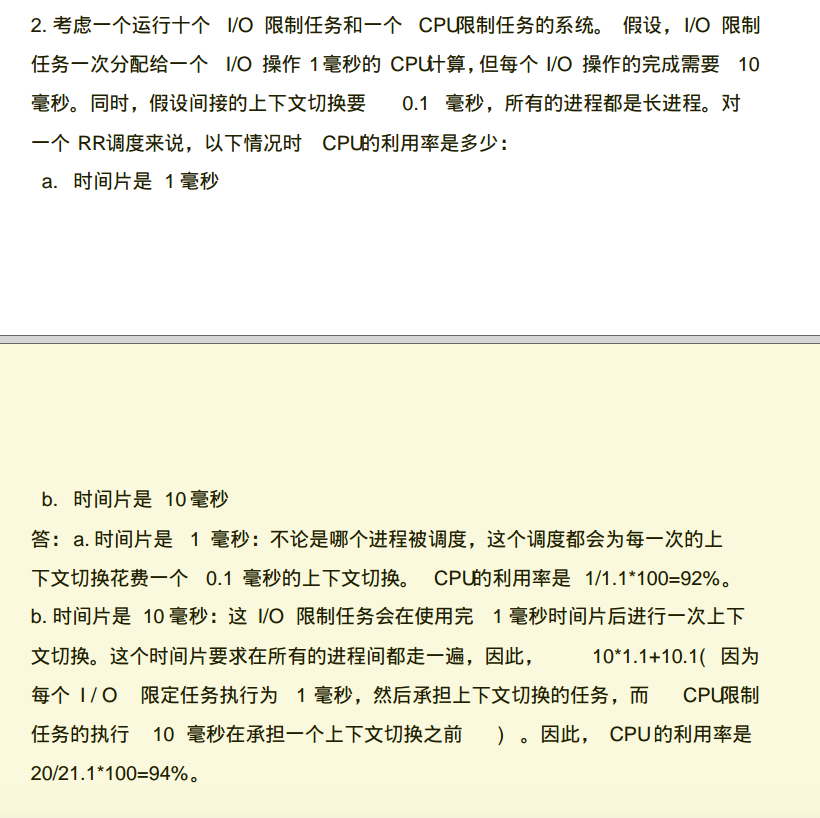 2. 考虑一个运行十个 I/O 限制任务和一个 CPU限制任务的系统。 假设，I/O 限制
任务一次分配给一个 I/O 操作 1毫秒的 CPU计算，但每个 I/O 操作的完成需要 10
毫秒。同时，假设间接的上下文切换要 0.1 毫秒，所有的进程都是长进程。对
一个 RR调度来说，以下情况时 CPU的利用率是多少：
a. 时间片是 1毫秒
b. 时间片是 10毫秒
答：a.时间片是 1 毫秒：不论是哪个进程被调度，这个调度都会为每一次的上
下文切换花费一个 0.1 毫秒的上下文切换。 CPU的利用率是 1/1.1*100=92%。
b.时间片是 10毫秒：这 I/O 限制任务会在使用完 1毫秒时间片后进行一次上下
文切换。这个时间片要求在所有的进程间都走一遍，因此， 10*1.1+10.1( 因为
每个 I/O 限定任务执行为 1毫秒，然后承担上下文切换的任务，而 CPU限制
任务的执行 10 毫秒在承担一个上下文切换之前 ) 。因此， CPU的利用率是
20/21.1*100=94%。